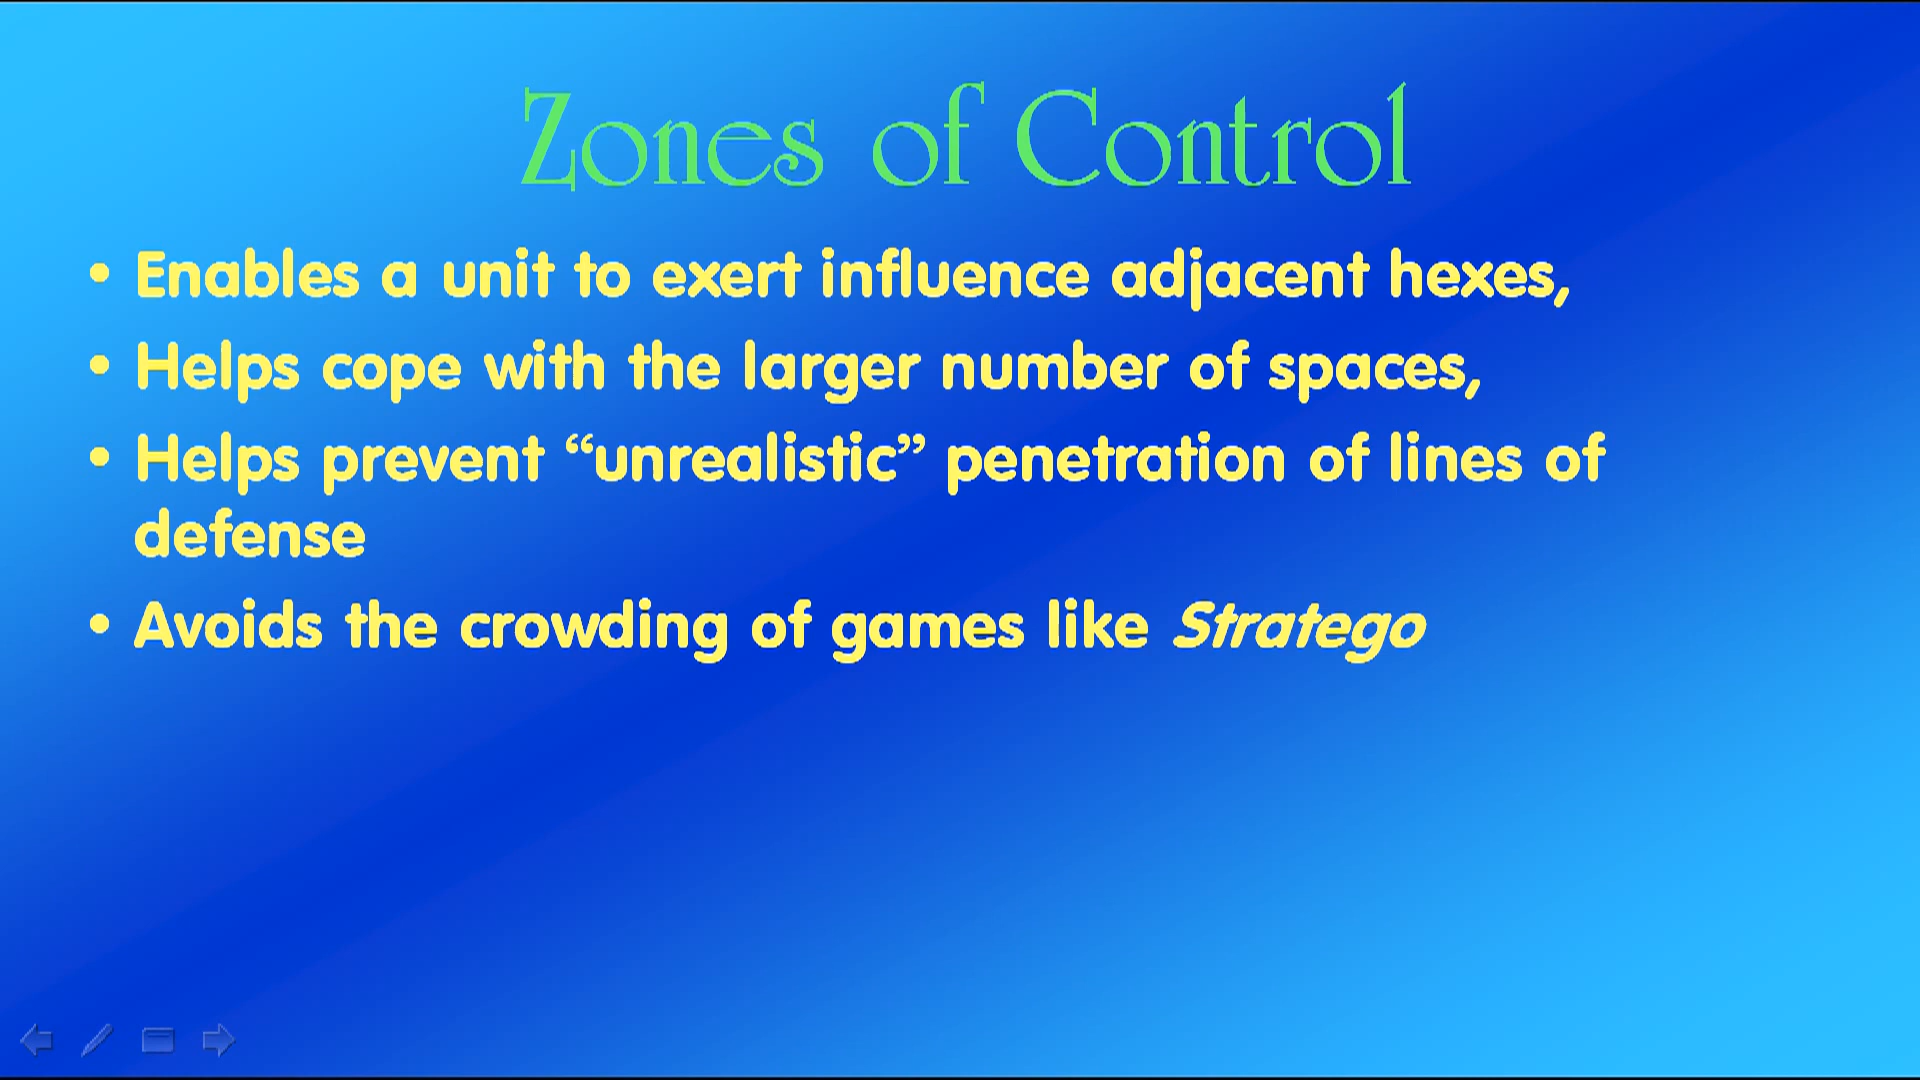 Zones of Control
• Enables a unit to exert influence adjacent hexes,
• Helps cope with the larger number of spaces,
• Helps prevent “unrealistic” penetration of lines of
defense
• Avoids the crowding of games like Stratego